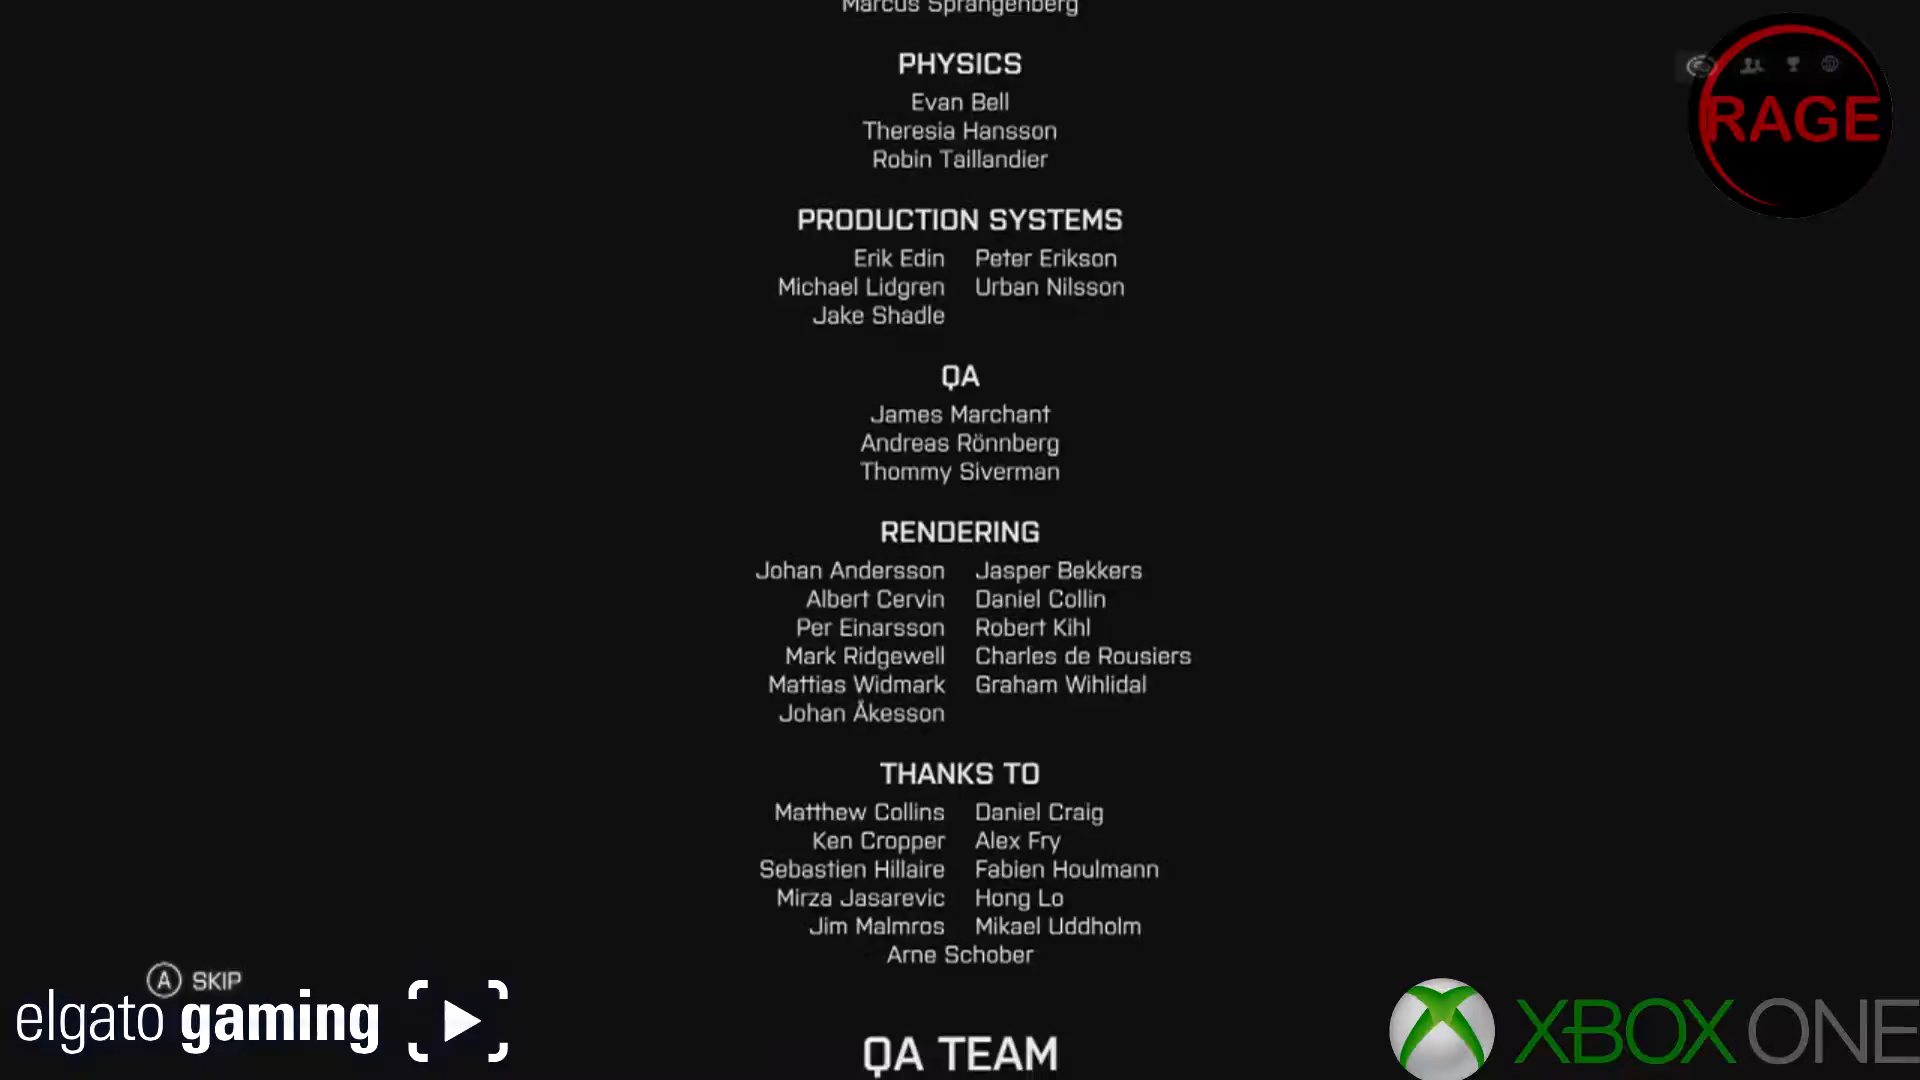 Marcus Sprangenberg
PHYSICS
Evan Bell
Theresia Hansson
Robin Taillandier
RAGE
PRODUCTION SYSTEMS
Erik Edin Peter Erikson
Michael Lidgren Urban Nilsson
Jake Shadle
QA
James Marchant
Andreas Rönnberg
Thommy Siverman
RENDERING
Johan Andersson Jasper Bekkers
Albert Cervin Daniel Collin
Per Einarsson Robert Kihl
Mark Ridgewell Charles de Rousiers
Mattias Widmark Graham Wihlidal
Johan Åkesson
THANKS TO
Matthew Collins Daniel Craig
Ken Cropper Alex Fry
Sebastien Hillaire Fabien Houlmann
Mirza Jasarevic Hong Lo
Jim Malmros Mikael Uddholm
Arne Schober
A SKIP
elgato gaming
QA TEAM
XBOX ONE